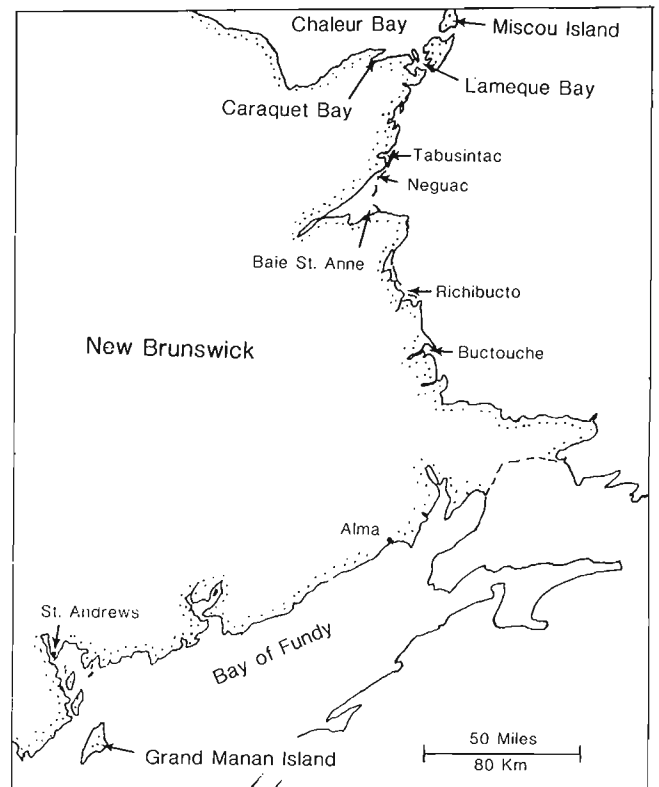 Chaleur Bay
Miscou Island
Lameque Bay
Caraquet Bay
Tabusintac
Neguac
Baie St. Anne
Richibucto
New Brunswick
Buctouche
Alma
St. Andrews
Bay of Fundy
Grand Manan Island
50 Miles
80 Km